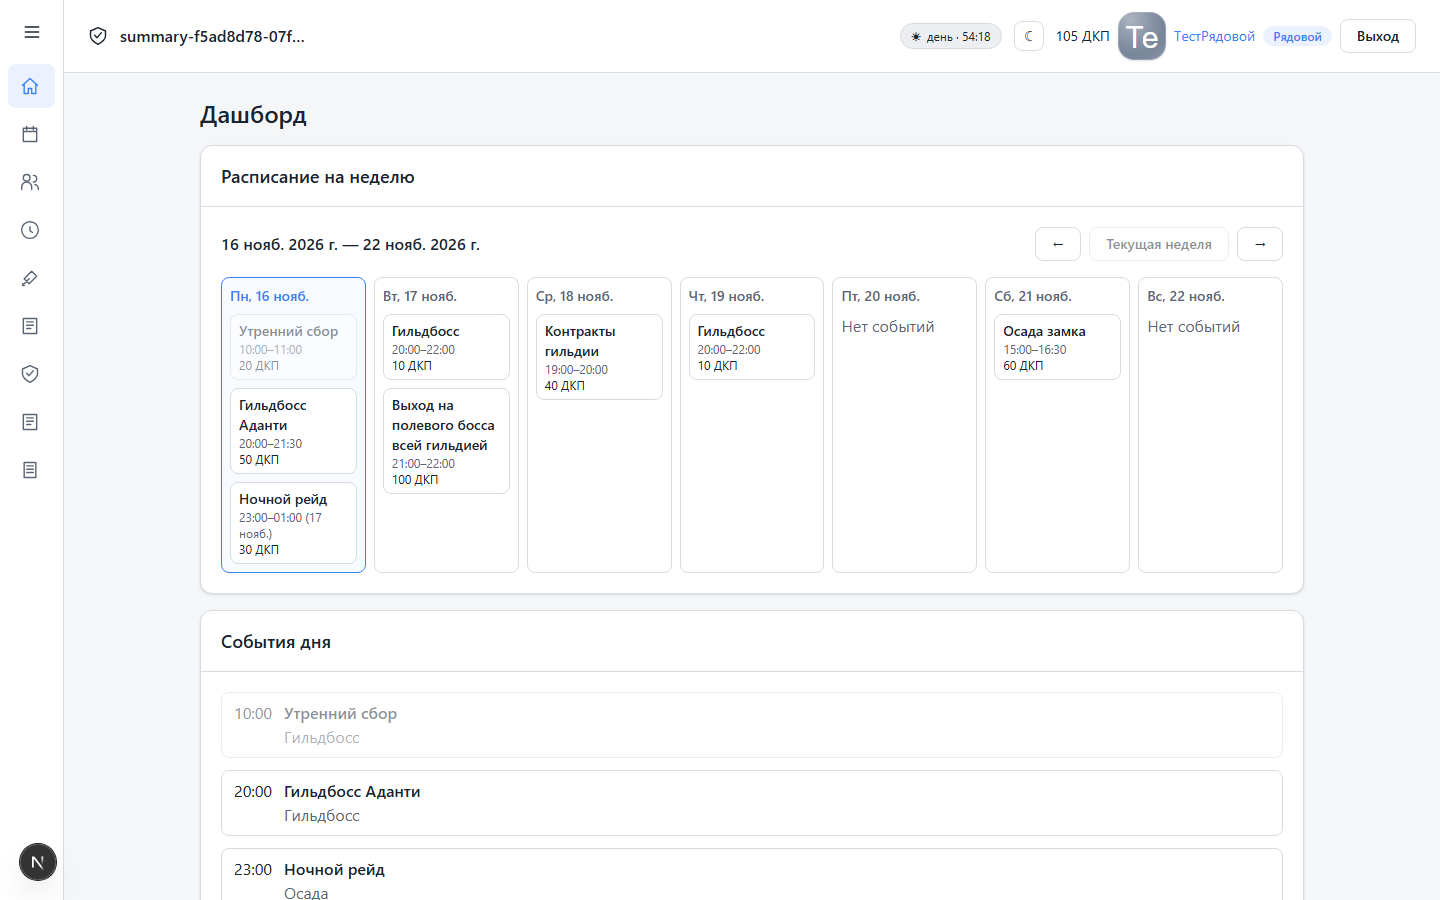 summary-f5ad8d78-07f...
☀ день · 54:18
☾
105 ДКП
Te
ТестРядовой
Рядовой
Выход
Дашборд
Расписание на неделю
16 нояб. 2026 г. — 22 нояб. 2026 г.
←
Текущая неделя
→
Пн, 16 нояб.
Утренний сбор
10:00–11:00
20 ДКП
Гильдбосс
Аданти
20:00–21:30
50 ДКП
Ночной рейд
23:00–01:00 (17
нояб.)
30 ДКП
Вт, 17 нояб.
Гильдбосс
20:00–22:00
10 ДКП
Выход на
полевого босса
всей гильдией
21:00–22:00
100 ДКП
Ср, 18 нояб.
Контракты
гильдии
19:00–20:00
40 ДКП
Чт, 19 нояб.
Гильдбосс
20:00–22:00
10 ДКП
Пт, 20 нояб.
Нет событий
Сб, 21 нояб.
Осада замка
15:00–16:30
60 ДКП
Вс, 22 нояб.
Нет событий
События дня
10:00 Утренний сбор
Гильдбосс
20:00 Гильдбосс Аданти
Гильдбосс
23:00 Ночной рейд
Осада
N